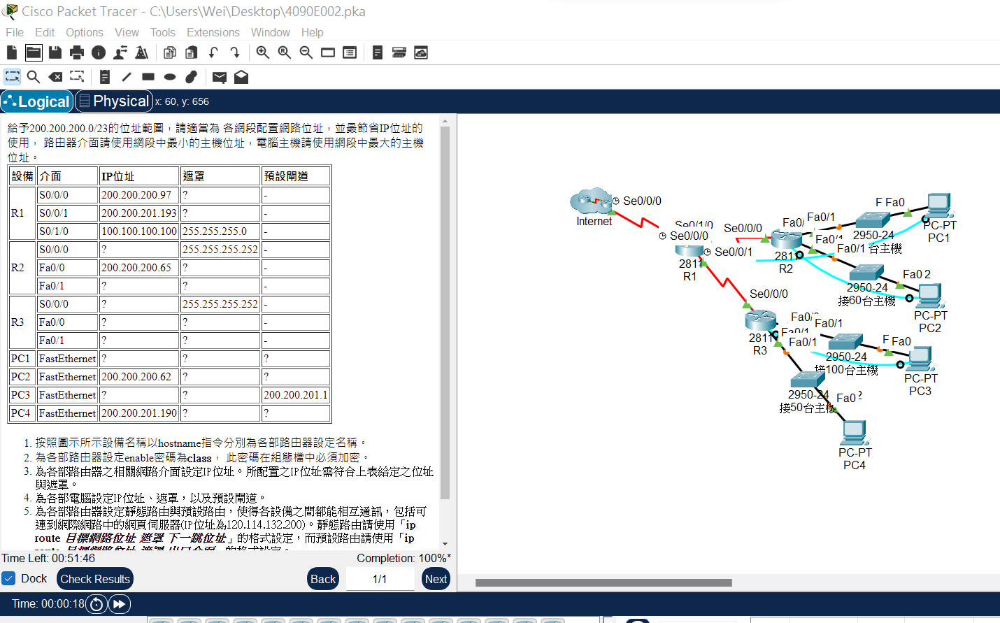 Cisco Packet Tracer - C:\Users\Wei\Desktop\4090E002.pka
File Edit Options View Tools Extensions Window Help
Logical Physical x: 60, y: 656
給予200.200.200.0/23的位址範圍，請適當為 各網段配置網路位址，並最節省IP位址的
使用， 路由器介面請使用網段中最小的主機位址，電腦主機請使用網段中最大的主機
位址。
設備 介面 IP位址 遮罩 預設閘道
R1 S0/0/0 200.200.200.97 ? -
S0/0/1 200.200.201.193 ? -
S0/1/0 100.100.100.100 255.255.255.0 -
R2 S0/0/0 ? 255.255.255.252 -
Fa0/0 200.200.200.65 ? -
Fa0/1 ? ? -
R3 S0/0/0 ? 255.255.255.252 -
Fa0/0 ? ? -
Fa0/1 ? ? -
PC1 FastEthernet ? ? ?
PC2 FastEthernet 200.200.200.62 ? ?
PC3 FastEthernet ? ? 200.200.201.1
PC4 FastEthernet 200.200.201.190 ? ?
1. 按照圖示所示設備名稱以hostname指令分別為各部路由器設定名稱。
2. 為各部路由器設定enable密碼為class， 此密碼在組態檔中必須加密。
3. 為各部路由器之相關網路介面設定IP位址。所配置之IP位址需符合上表給定之位址
與遮罩。
4. 為各部電腦設定IP位址、遮罩，以及預設閘道。
5. 為各部路由器設定靜態路由與預設路由，使得各設備之間都能相互通訊，包括可
連到網際網路中的網頁伺服器(IP位址為120.114.132.200)。靜態路由請使用「ip
route 目標網路位址 遮罩 下一跳位址」的格式設定，而預設路由請使用「ip
route 目標網路位址 遮罩 出口介面」的格式設定。
Time Left: 00:51:46 Completion: 100%*
Dock Check Results Back 1/1 Next
Time: 00:00:18
Se0/0/0
Internet
Se0/1/0
Se0/0/0
Se0/0/1
2811
R1
Se0/0/0
Fa0/
Fa0/1
2811
R2
Fa0/1
Fa0/1
2950-24
台主機
F Fa0
PC-PT
PC1
2950-24
接60台主機
Fa0 2
PC-PT
PC2
Se0/0/0
2811
R3
Fa0/
Fa0/1
Fa0/1
Fa0/1
2950-24
接100台主機
F Fa0
PC-PT
PC3
2950-24
接50台主機
Fa0 2
PC-PT
PC4